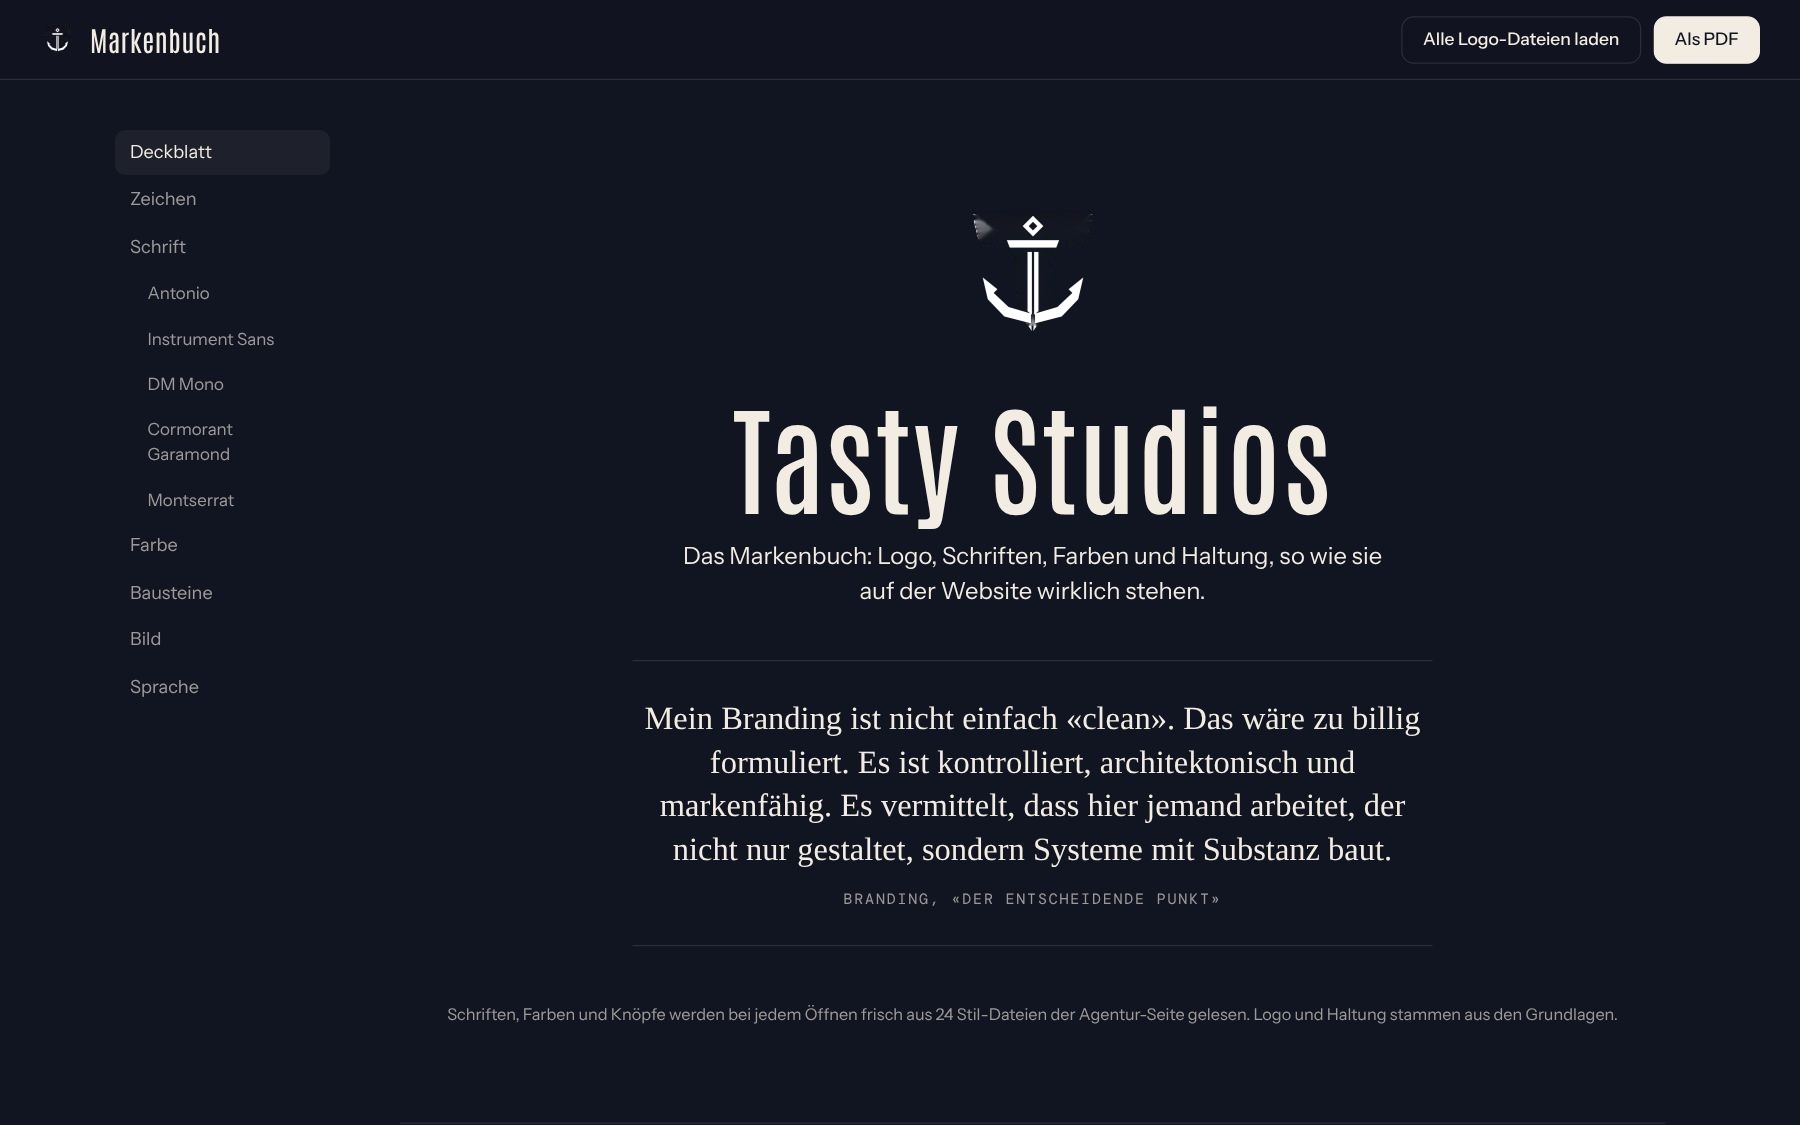 Markenbuch
Alle Logo-Dateien laden
Als PDF
Deckblatt
Zeichen
Schrift
Antonio
Instrument Sans
DM Mono
Cormorant
Garamond
Montserrat
Farbe
Bausteine
Bild
Sprache
Tasty Studios
Das Markenbuch: Logo, Schriften, Farben und Haltung, so wie sie
auf der Website wirklich stehen.
Mein Branding ist nicht einfach «clean». Das wäre zu billig
formuliert. Es ist kontrolliert, architektonisch und
markenfähig. Es vermittelt, dass hier jemand arbeitet, der
nicht nur gestaltet, sondern Systeme mit Substanz baut.
BRANDING, «DER ENTSCHEIDENDE PUNKT»
Schriften, Farben und Knöpfe werden bei jedem Öffnen frisch aus 24 Stil-Dateien der Agentur-Seite gelesen. Logo und Haltung stammen aus den Grundlagen.